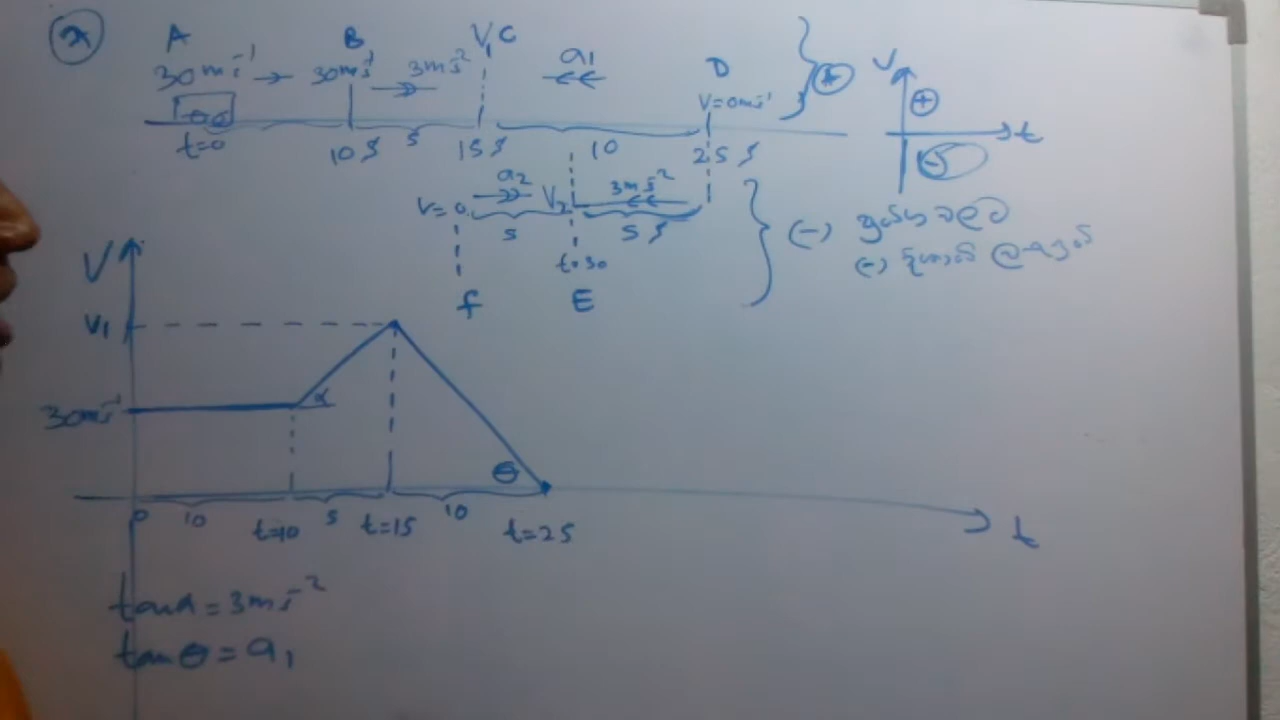 A B V₁ C D
30ms⁻¹ → 30ms⁻¹ 3ms⁻² a₁
V=0ms⁻¹
t=0 10s 5 15s 10 25s
(+)
V t (+) (-)
V=0 a₂ V₂ 3ms⁻²
5 5s
t=30
F E
(-)
(-)
V
V₁
30ms⁻¹ α
θ
0 10 t=10 5 t=15 10 t=25 t
tanα = 3ms⁻²
tanθ = a₁